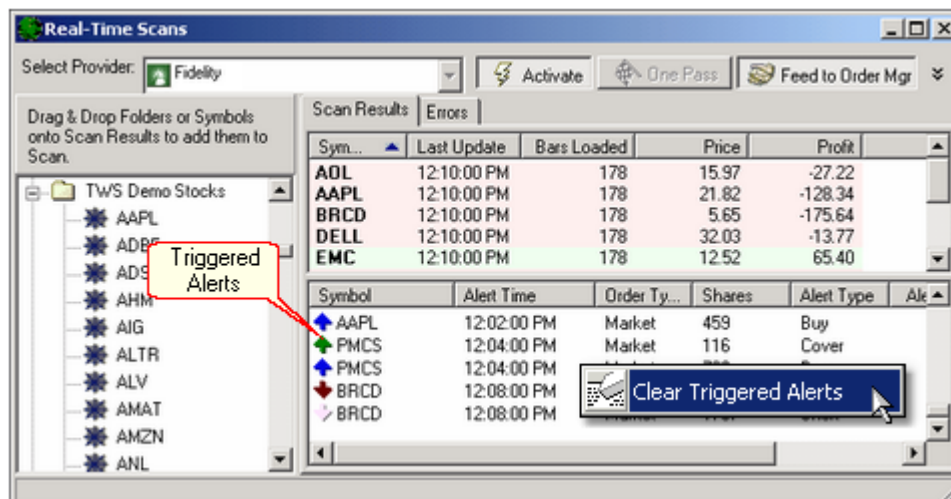 Real-Time Scans
Select Provider: Fidelity Activate One Pass Feed to Order Mgr
Drag & Drop Folders or Symbols
onto Scan Results to add them to
Scan.
Scan Results Errors
Sym... Last Update Bars Loaded Price Profit
AOL 12:10:00 PM 178 15.97 -27.22
AAPL 12:10:00 PM 178 21.82 -128.34
BRCD 12:10:00 PM 178 5.65 -175.64
DELL 12:10:00 PM 178 32.03 -13.77
EMC 12:10:00 PM 178 12.52 65.40
TWS Demo Stocks
AAPL
AHM
AIG
ALTR
ALV
AMAT
AMZN
ANL
Triggered
Alerts
Symbol Alert Time Order Ty... Shares Alert Type Ale
AAPL 12:02:00 PM Market 459 Buy
PMCS 12:04:00 PM Market 116 Cover
PMCS 12:04:00 PM Market
BRCD 12:08:00 PM
BRCD 12:08:00 PM
Clear Triggered Alerts